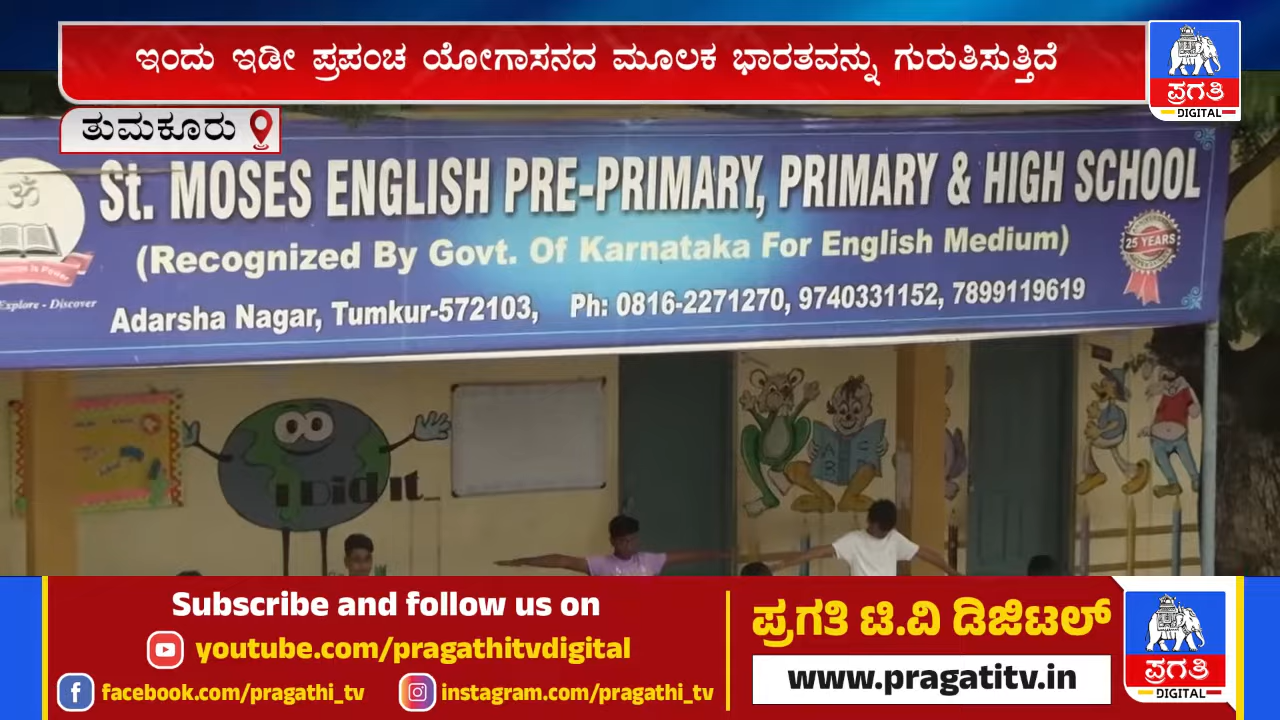 ಇಂದು ಇಡೀ ಪ್ರಪಂಚ ಯೋಗಾಸನದ ಮೂಲಕ ಭಾರತವನ್ನು ಗುರುತಿಸುತ್ತಿದೆ
ಪ್ರಗತಿ
DIGITAL
ತುಮಕೂರು
ॐ
St. MOSES ENGLISH PRE-PRIMARY, PRIMARY & HIGH SCHOOL
(Recognized By Govt. Of Karnataka For English Medium)
25 YEARS
Explore - Discover
Adarsha Nagar, Tumkur-572103, Ph: 0816-2271270, 9740331152, 7899119619
I Did It_
A B C
Subscribe and follow us on
youtube.com/pragathitvdigital
facebook.com/pragathi_tv
instagram.com/pragathi_tv
ಪ್ರಗತಿ ಟಿ.ವಿ ಡಿಜಿಟಲ್
www.pragatitv.in
ಪ್ರಗತಿ
DIGITAL